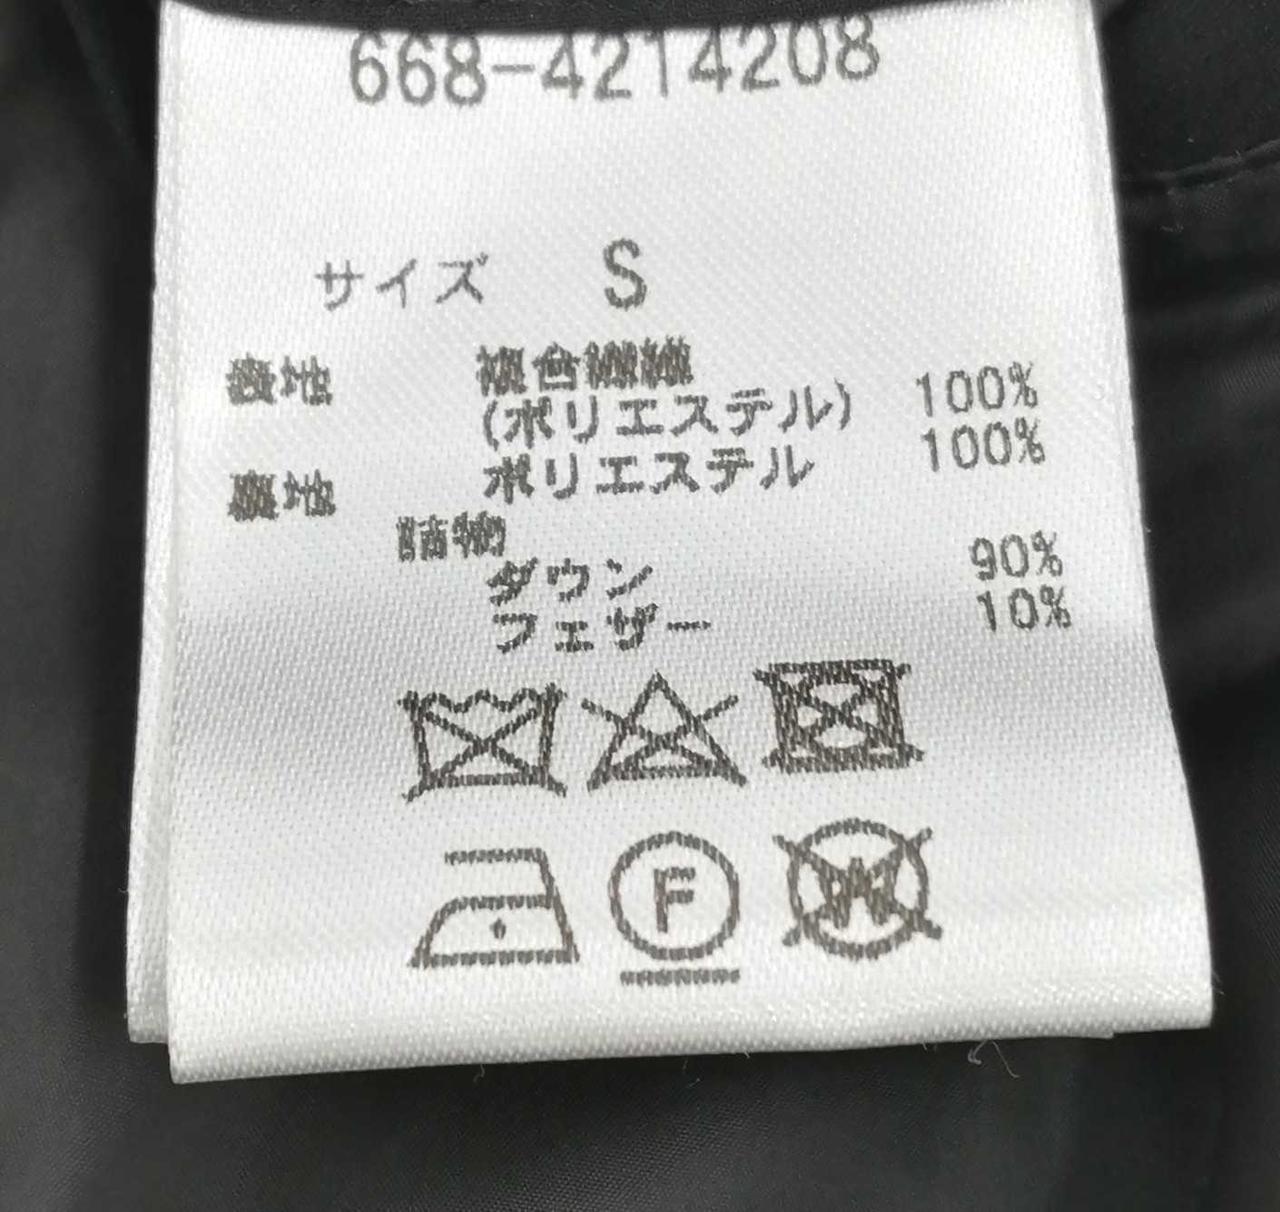 668-4214208
サイズ S
表地 複合繊維
(ポリエステル) 100%
裏地 ポリエステル 100%
詰物
ダウン 90%
フェザー 10%
F
W